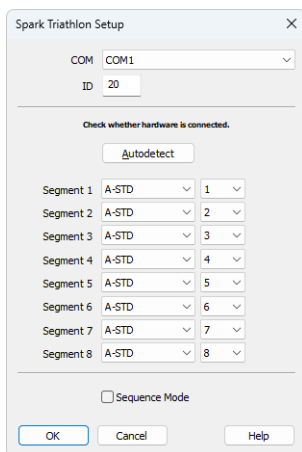 Spark Triathlon Setup
COM COM1
ID 20
Check whether hardware is connected.
Autodetect
Segment 1 A-STD 1
Segment 2 A-STD 2
Segment 3 A-STD 3
Segment 4 A-STD 4
Segment 5 A-STD 5
Segment 6 A-STD 6
Segment 7 A-STD 7
Segment 8 A-STD 8
Sequence Mode
OK Cancel Help